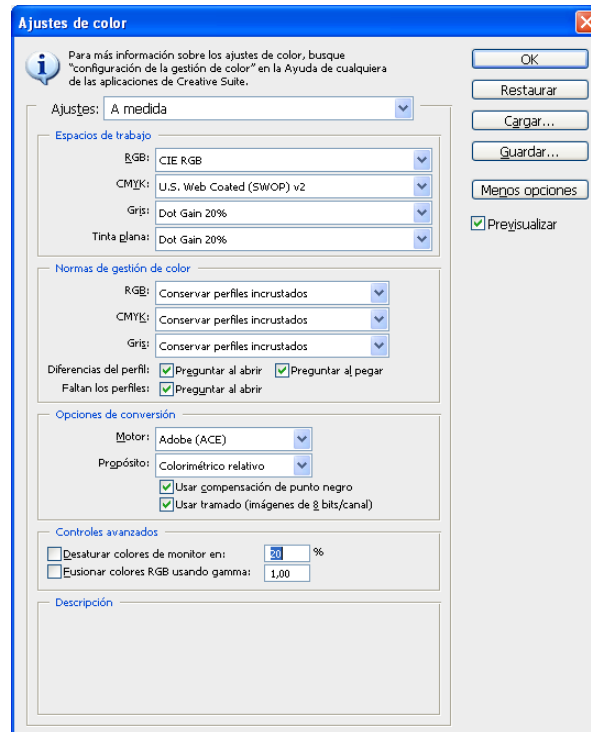 Ajustes de color
Para más información sobre los ajustes de color, busque
"configuración de la gestión de color" en la Ayuda de cualquiera
de las aplicaciones de Creative Suite.
Ajustes: A medida
Espacios de trabajo
RGB: CIE RGB
CMYK: U.S. Web Coated (SWOP) v2
Gris: Dot Gain 20%
Tinta plana: Dot Gain 20%
Normas de gestión de color
RGB: Conservar perfiles incrustados
CMYK: Conservar perfiles incrustados
Gris: Conservar perfiles incrustados
Diferencias del perfil: Preguntar al abrir Preguntar al pegar
Faltan los perfiles: Preguntar al abrir
Opciones de conversión
Motor: Adobe (ACE)
Propósito: Colorimétrico relativo
Usar compensación de punto negro
Usar tramado (imágenes de 8 bits/canal)
Controles avanzados
Desaturar colores de monitor en: 20 %
Fusionar colores RGB usando gamma: 1,00
Descripción
OK
Restaurar
Cargar...
Guardar...
Menos opciones
Previsualizar